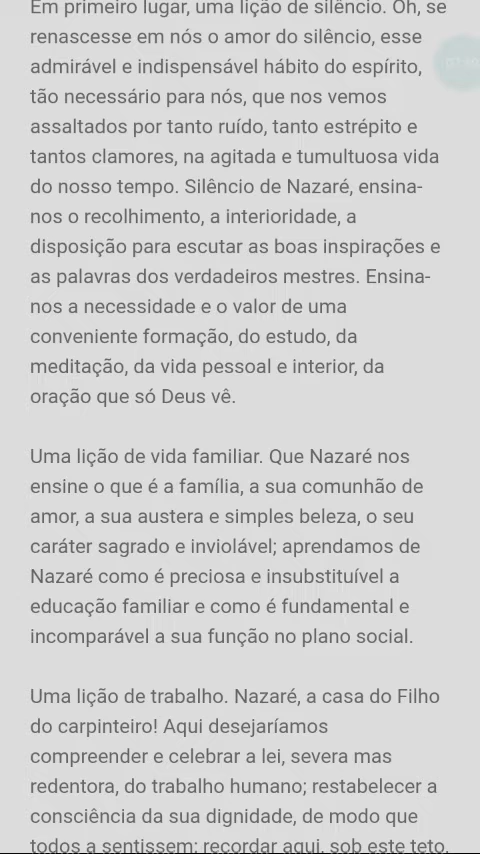 Em primeiro lugar, uma lição de silêncio. Oh, se
renascesse em nós o amor do silêncio, esse
admirável e indispensável hábito do espírito,
tão necessário para nós, que nos vemos
assaltados por tanto ruído, tanto estrépito e
tantos clamores, na agitada e tumultuosa vida
do nosso tempo. Silêncio de Nazaré, ensina-
nos o recolhimento, a interioridade, a
disposição para escutar as boas inspirações e
as palavras dos verdadeiros mestres. Ensina-
nos a necessidade e o valor de uma
conveniente formação, do estudo, da
meditação, da vida pessoal e interior, da
oração que só Deus vê.
Uma lição de vida familiar. Que Nazaré nos
ensine o que é a família, a sua comunhão de
amor, a sua austera e simples beleza, o seu
caráter sagrado e inviolável; aprendamos de
Nazaré como é preciosa e insubstituível a
educação familiar e como é fundamental e
incomparável a sua função no plano social.
Uma lição de trabalho. Nazaré, a casa do Filho
do carpinteiro! Aqui desejaríamos
compreender e celebrar a lei, severa mas
redentora, do trabalho humano; restabelecer a
consciência da sua dignidade, de modo que
todos a sentissem; recordar aqui, sob este teto,